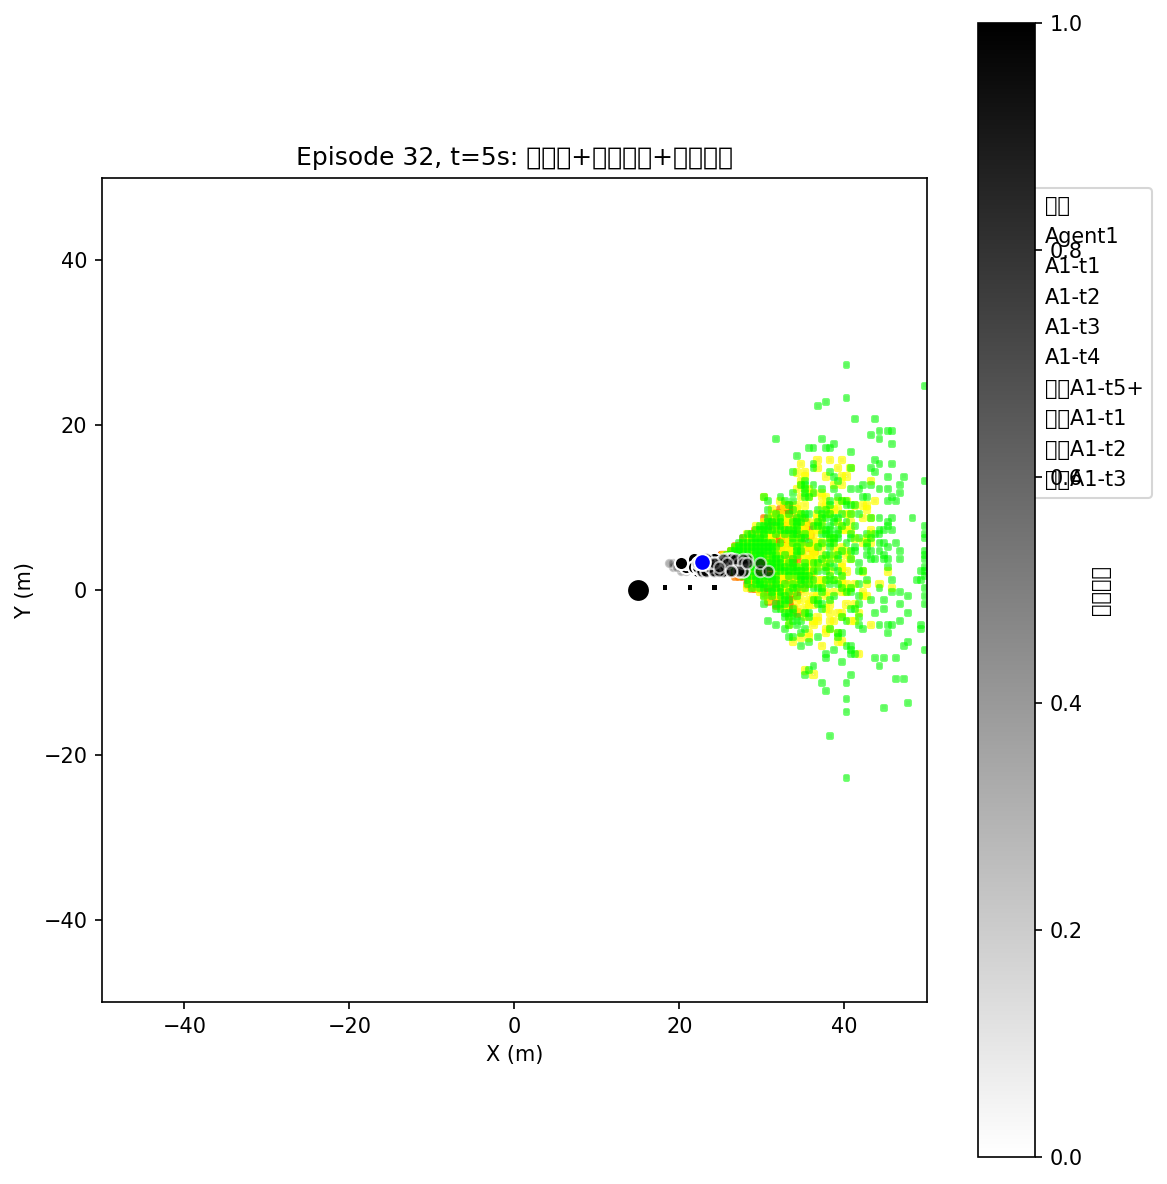 Episode 32, t=5s: □□□+□□□□+□□□□
40
20
0
−20
−40
−40
−20
0
20
40
X (m)
Y (m)
1.0
0.8
0.6
0.4
0.2
0.0
□□□□
□□
Agent1
A1-t1
A1-t2
A1-t3
A1-t4
□□A1-t5+
□□A1-t1
□□A1-t2
□□A1-t3